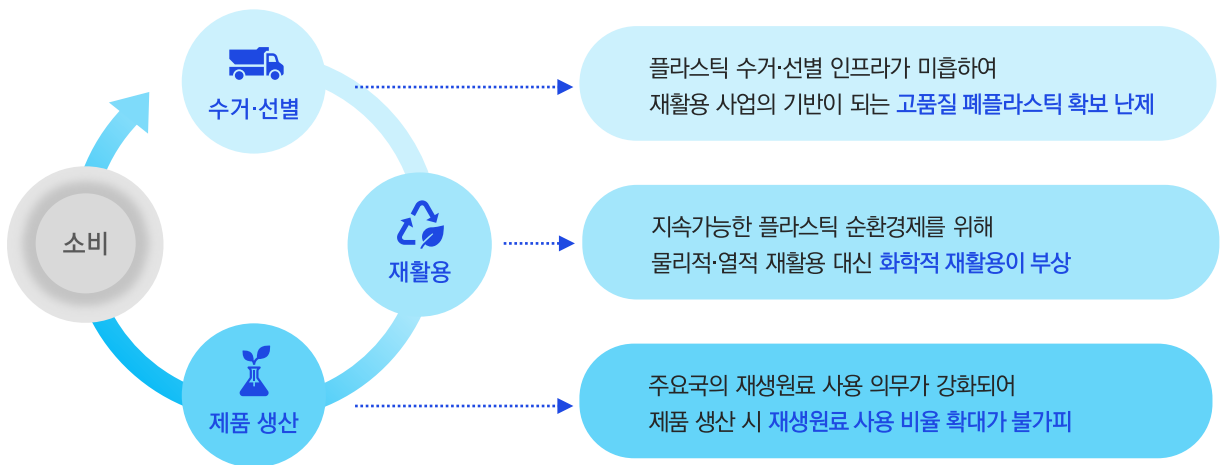 수거·선별
플라스틱 수거·선별 인프라가 미흡하여
재활용 사업의 기반이 되는 고품질 폐플라스틱 확보 난제
소비
재활용
지속가능한 플라스틱 순환경제를 위해
물리적·열적 재활용 대신 화학적 재활용이 부상
제품 생산
주요국의 재생원료 사용 의무가 강화되어
제품 생산 시 재생원료 사용 비율 확대가 불가피